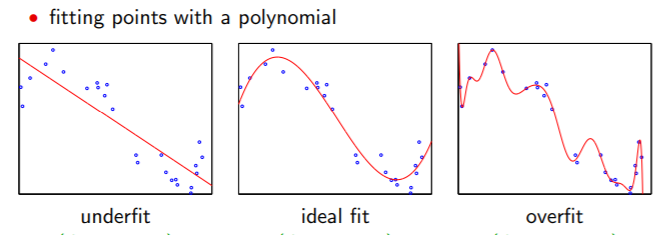 • fitting points with a polynomial
underfit ideal fit overfit